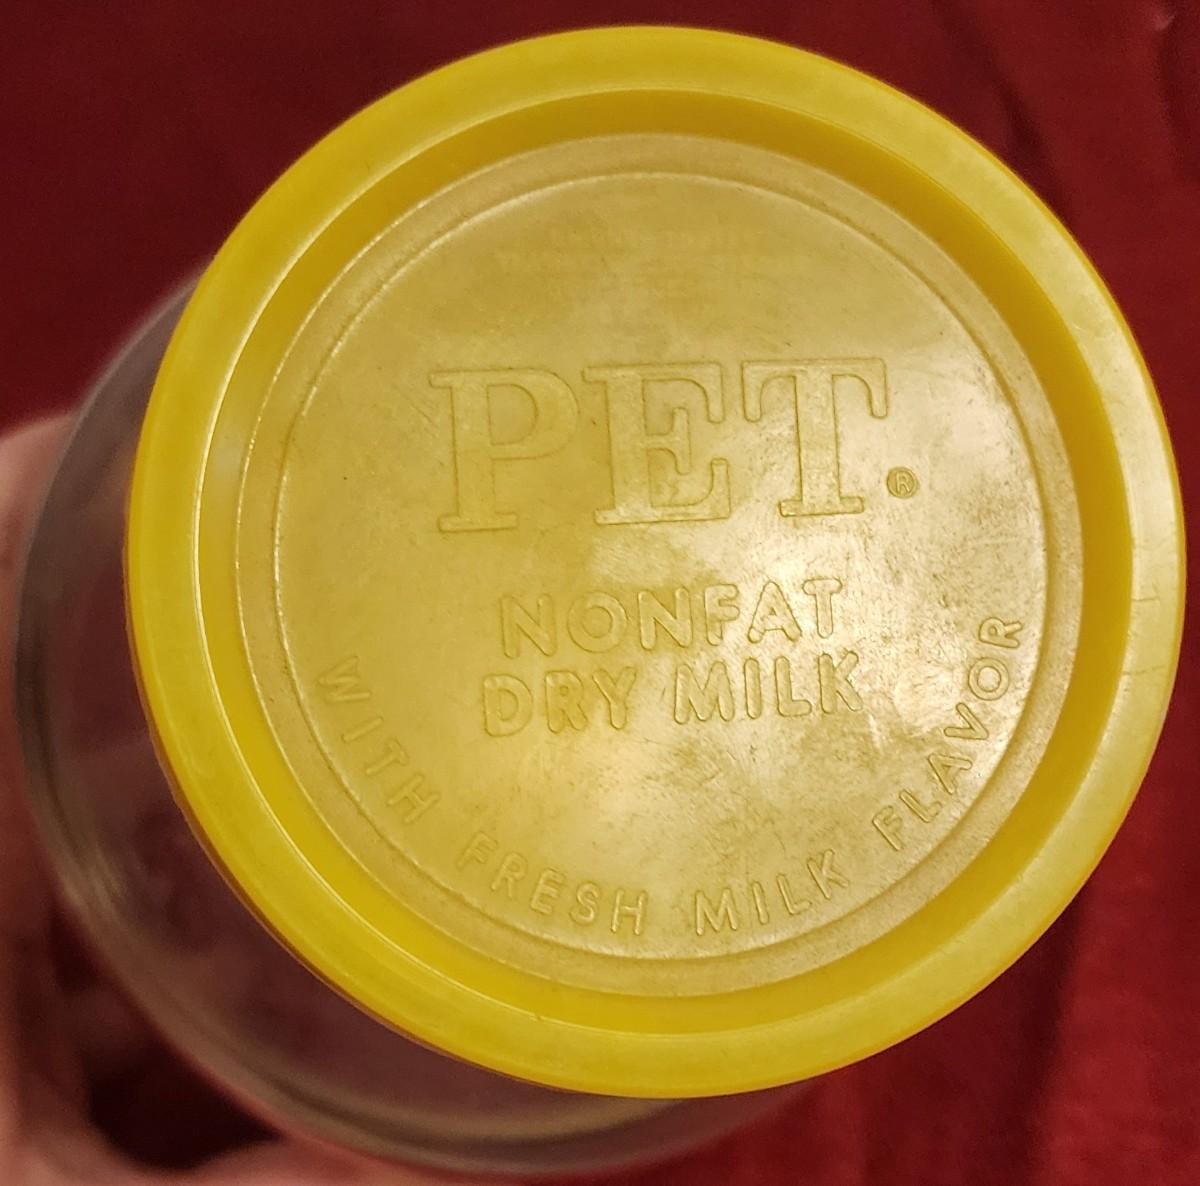 PET.®
NONFAT
DRY MILK
WITH FRESH MILK FLAVOR